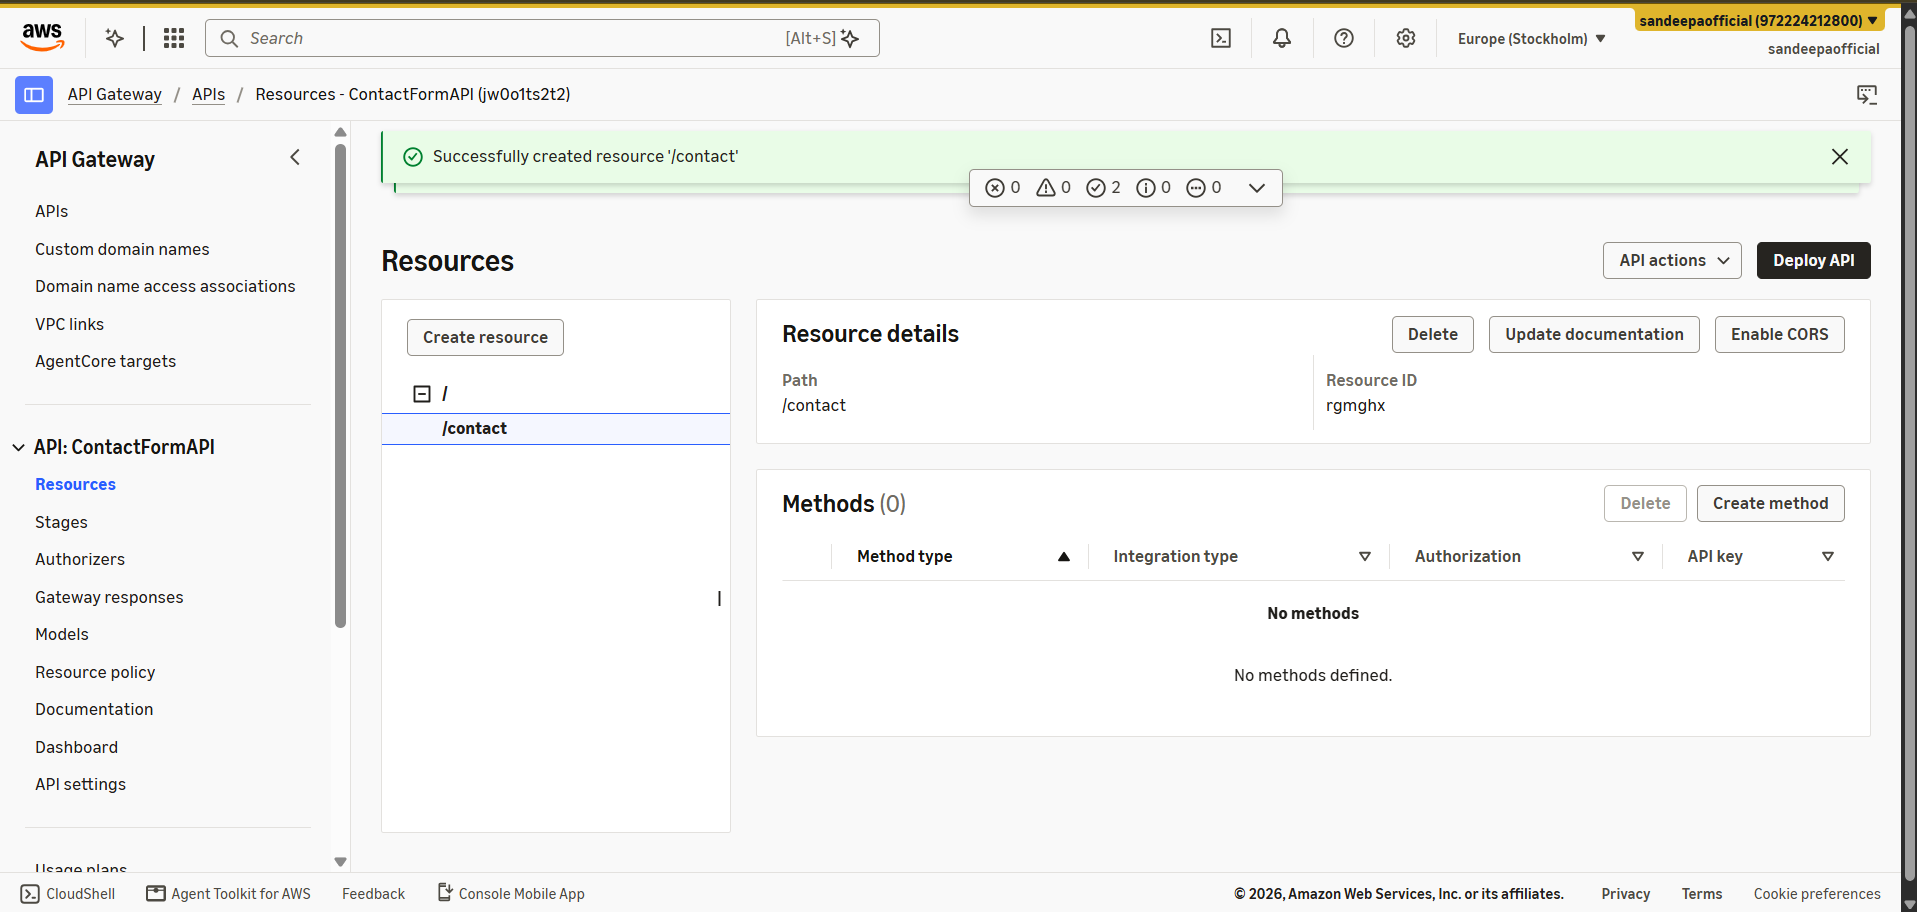 aws
Search
[Alt+S]
Europe (Stockholm)
sandeepaofficial (972224212800)
sandeepaofficial
API Gateway / APIs / Resources - ContactFormAPI (jw0o1ts2t2)
API Gateway
APIs
Custom domain names
Domain name access associations
VPC links
AgentCore targets
API: ContactFormAPI
Resources
Stages
Authorizers
Gateway responses
Models
Resource policy
Documentation
Dashboard
API settings
Usage plans
Successfully created resource '/contact'
0 0 2 0 0
Resources
API actions
Deploy API
Create resource
/
/contact
Resource details
Delete
Update documentation
Enable CORS
Path
/contact
Resource ID
rgmghx
Methods (0)
Delete
Create method
Method type
Integration type
Authorization
API key
No methods
No methods defined.
CloudShell
Agent Toolkit for AWS
Feedback
Console Mobile App
© 2026, Amazon Web Services, Inc. or its affiliates.
Privacy
Terms
Cookie preferences